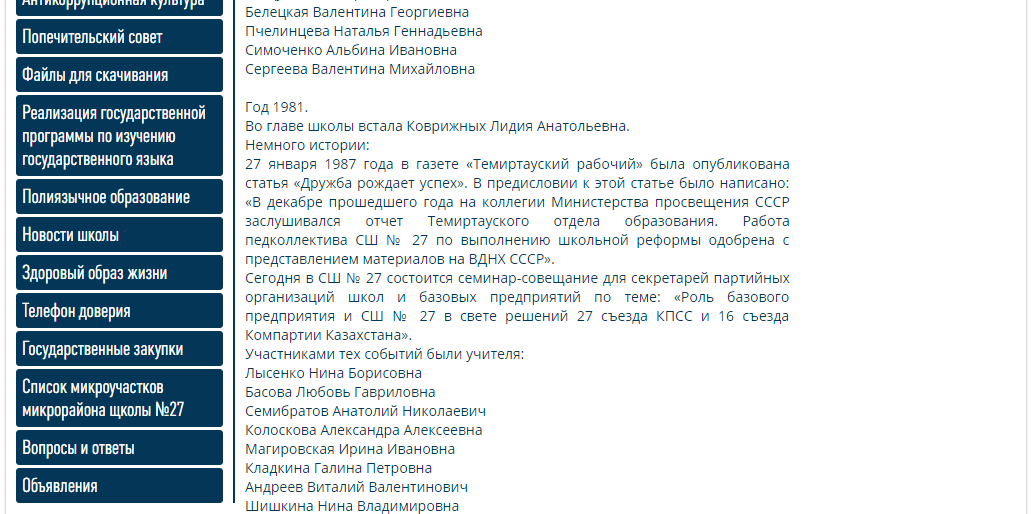 Антикоррупционная культура
Попечительский совет
Файлы для скачивания
Реализация государственной
программы по изучению
государственного языка
Полиязычное образование
Новости школы
Здоровый образ жизни
Телефон доверия
Государственные закупки
Список микроучастков
микрорайона щколы №27
Вопросы и ответы
Объявления
Белецкая Валентина Георгиевна
Пчелинцева Наталья Геннадьевна
Симоченко Альбина Ивановна
Сергеева Валентина Михайловна
Год 1981.
Во главе школы встала Коврижных Лидия Анатольевна.
Немного истории:
27 января 1987 года в газете «Темиртауский рабочий» была опубликована
статья «Дружба рождает успех». В предисловии к этой статье было написано:
«В декабре прошедшего года на коллегии Министерства просвещения СССР
заслушивался отчет Темиртауского отдела образования. Работа
педколлектива СШ № 27 по выполнению школьной реформы одобрена с
представлением материалов на ВДНХ СССР».
Сегодня в СШ № 27 состоится семинар-совещание для секретарей партийных
организаций школ и базовых предприятий по теме: «Роль базового
предприятия и СШ № 27 в свете решений 27 съезда КПСС и 16 съезда
Компартии Казахстана».
Участниками тех событий были учителя:
Лысенко Нина Борисовна
Басова Любовь Гавриловна
Семибратов Анатолий Николаевич
Колоскова Александра Алексеевна
Магировская Ирина Ивановна
Кладкина Галина Петровна
Андреев Виталий Валентинович
Шишкина Нина Владимировна